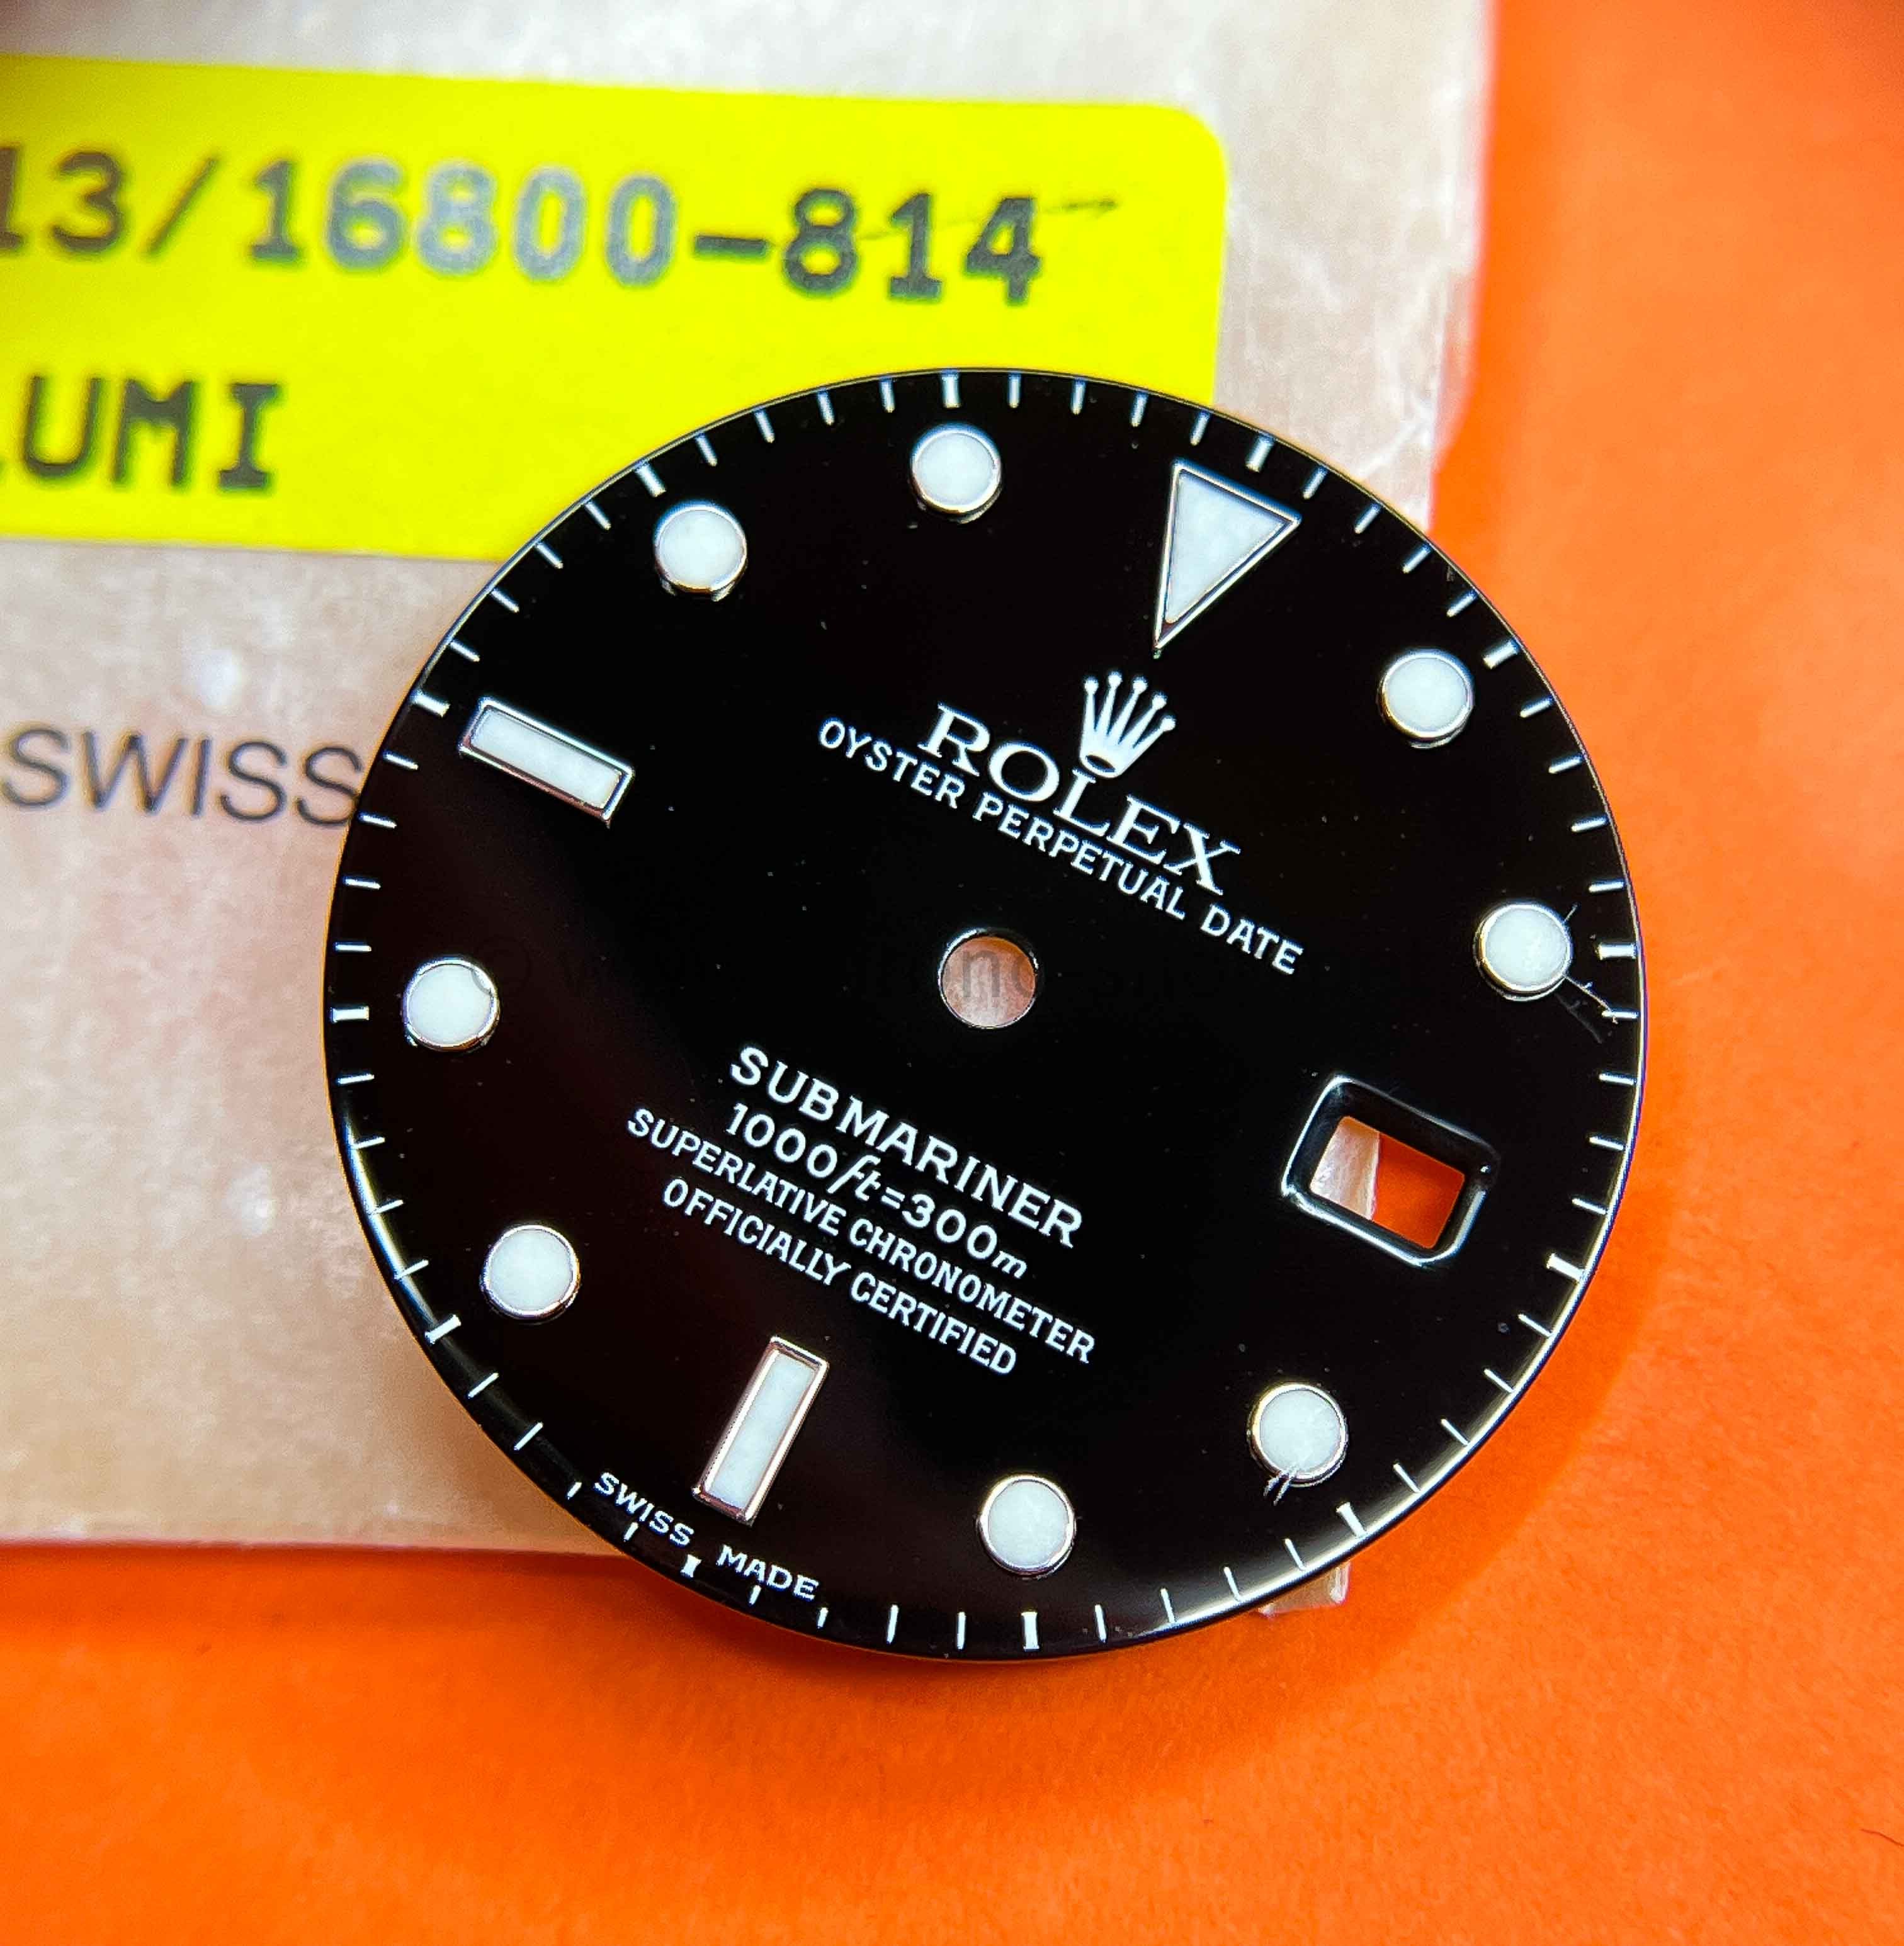 13/16800-814
LUMI
SWISS
ROLEX
OYSTER PERPETUAL DATE
SUBMARINER
1000ft=300m
SUPERLATIVE CHRONOMETER
OFFICIALLY CERTIFIED
SWISS MADE